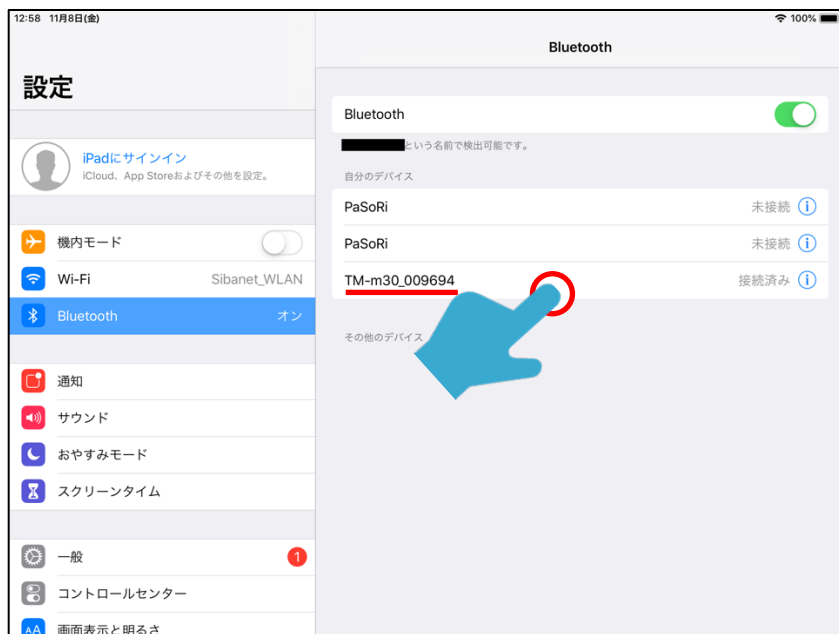 12:58 11月8日(金)
100%
設定
iPadにサインイン
iCloud、App Storeおよびその他を設定。
機内モード
Wi-Fi Sibanet_WLAN
Bluetooth オン
通知
サウンド
おやすみモード
スクリーンタイム
一般 1
コントロールセンター
AA 画面表示と明るさ
Bluetooth
Bluetooth
という名前で検出可能です。
自分のデバイス
PaSoRi 未接続
PaSoRi 未接続
TM-m30_009694 接続済み
その他のデバイス